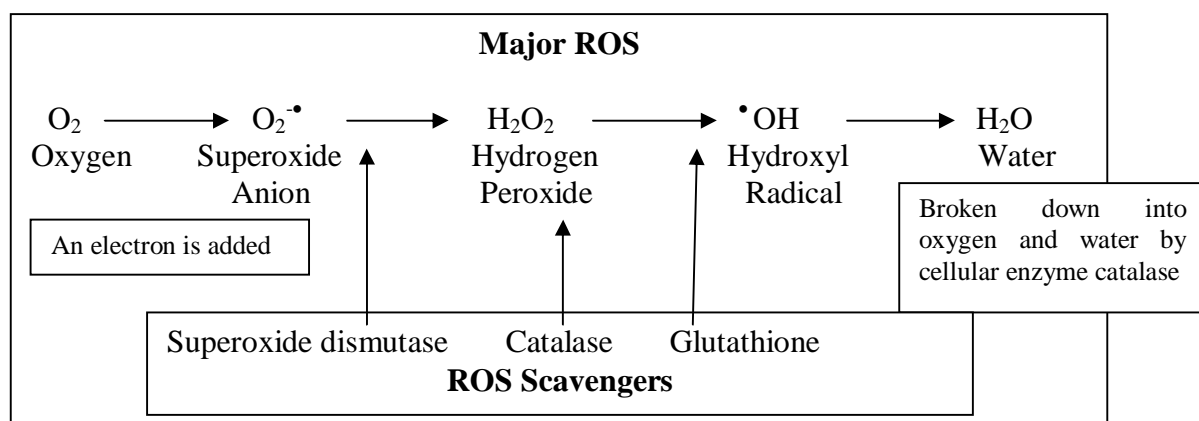 Major ROS
O₂ O₂⁻• H₂O₂ •OH H₂O
Oxygen Superoxide Hydrogen Hydroxyl Water
Anion Peroxide Radical
An electron is added
Broken down into
oxygen and water by
cellular enzyme catalase
Superoxide dismutase Catalase Glutathione
ROS Scavengers